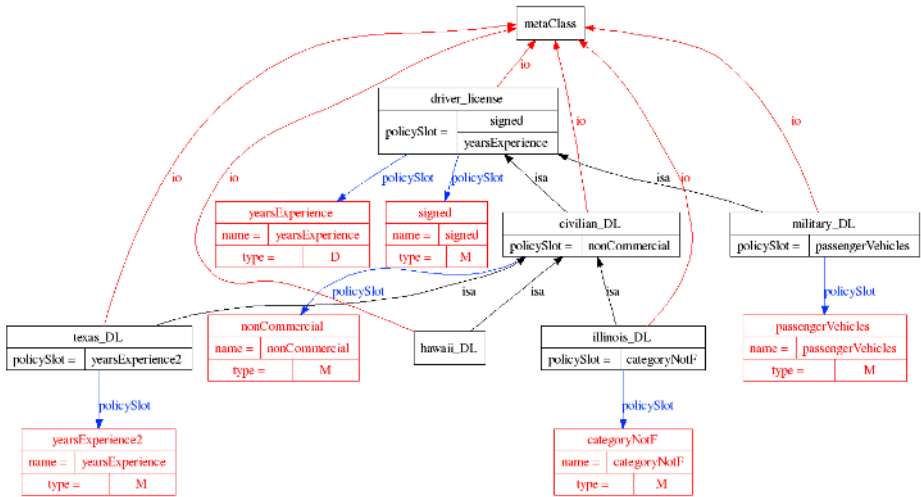 metaClass
io
driver_license
policySlot = signed
yearsExperience
io
io
io
io
io
policySlot
policySlot
isa
isa
yearsExperience
name = yearsExperience
type = D
signed
name = signed
type = M
civilian_DL
policySlot = nonCommercial
military_DL
policySlot = passengerVehicles
policySlot
isa
isa
isa
policySlot
texas_DL
policySlot = yearsExperience2
nonCommercial
name = nonCommercial
type = M
hawaii_DL
illinois_DL
policySlot = categoryNotF
passengerVehicles
name = passengerVehicles
type = M
policySlot
policySlot
yearsExperience2
name = yearsExperience
type = M
categoryNotF
name = categoryNotF
type = M